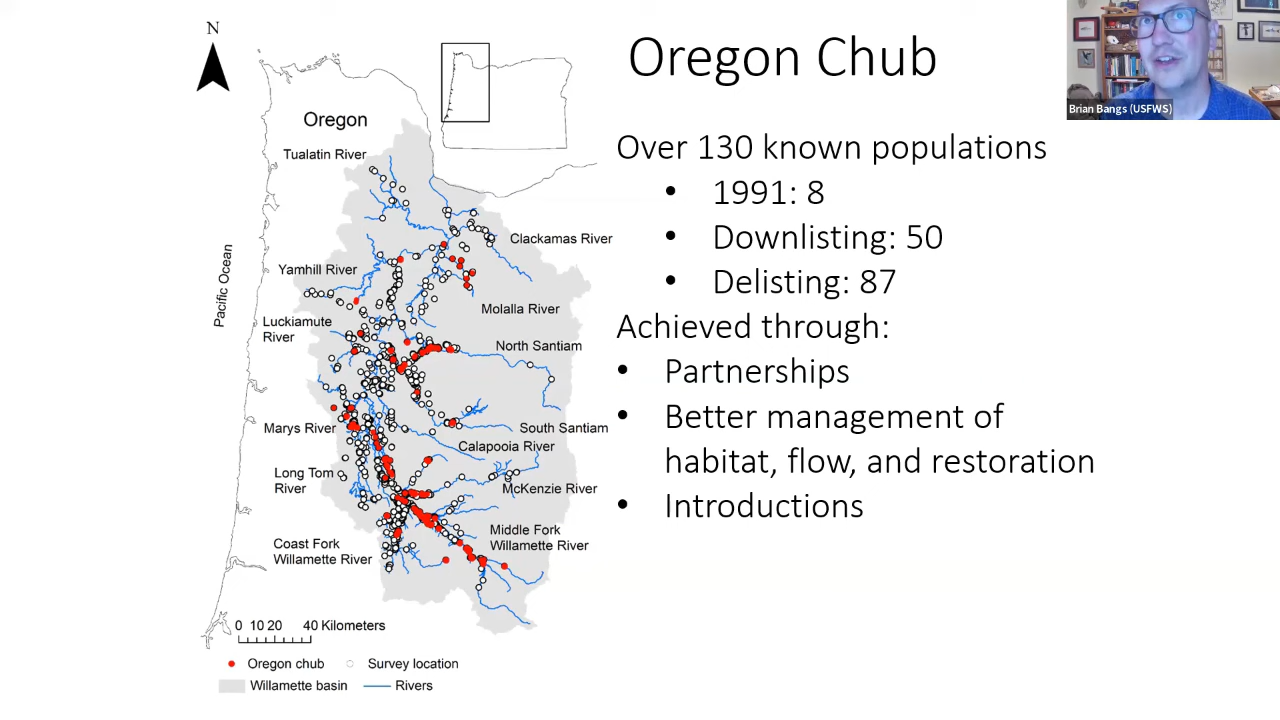 Oregon Chub
Brian Bangs (USFWS)
Over 130 known populations
• 1991: 8
• Downlisting: 50
• Delisting: 87
Achieved through:
• Partnerships
• Better management of
habitat, flow, and restoration
• Introductions
N
Oregon
Tualatin River
Clackamas River
Pacific Ocean
Yamhill River
Molalla River
Luckiamute
River
North Santiam
Marys River
South Santiam
Calapooia River
Long Tom
River
McKenzie River
Middle Fork
Willamette River
Coast Fork
Willamette River
0 10 20 40 Kilometers
Oregon chub
Survey location
Willamette basin
Rivers